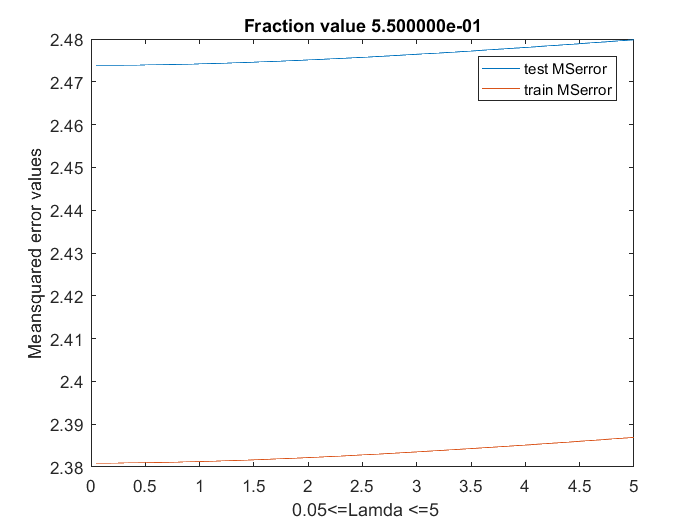 Fraction value 5.500000e-01
2.48
2.47
2.46
2.45
2.44
2.43
2.42
2.41
2.4
2.39
2.38
Meansquared error values
test MSerror
train MSerror
0 0.5 1 1.5 2 2.5 3 3.5 4 4.5 5
0.05<=Lamda <=5